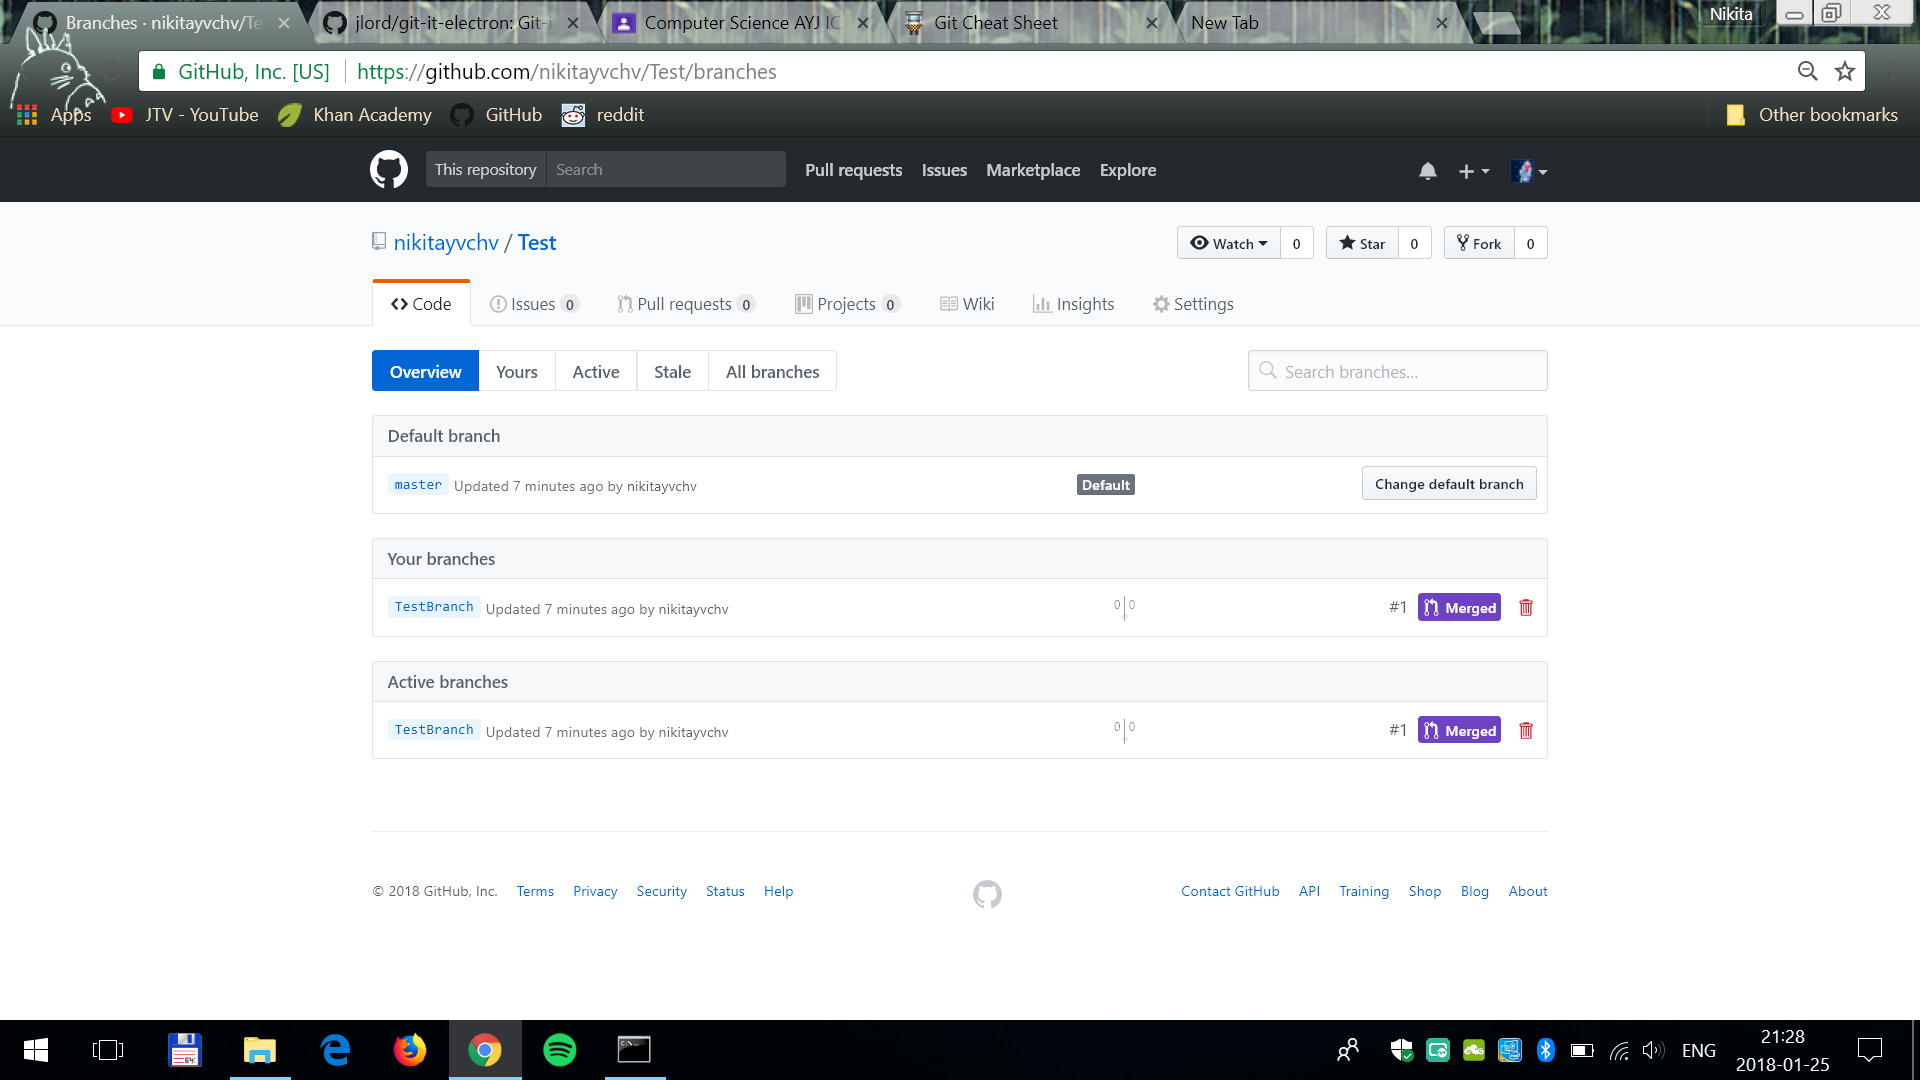 Branches · nikitayvchv/Te
jlord/git-it-electron: Git-i
Computer Science AYJ IC
Git Cheat Sheet
New Tab
Nikita
GitHub, Inc. [US]
https://github.com/nikitayvchv/Test/branches
Apps
JTV - YouTube
Khan Academy
GitHub
reddit
Other bookmarks
This repository
Search
Pull requests
Issues
Marketplace
Explore
nikitayvchv / Test
Watch 0
Star 0
Fork 0
Code
Issues 0
Pull requests 0
Projects 0
Wiki
Insights
Settings
Overview
Yours
Active
Stale
All branches
Search branches...
Default branch
master Updated 7 minutes ago by nikitayvchv
Default
Change default branch
Your branches
TestBranch Updated 7 minutes ago by nikitayvchv
0 0
#1 Merged
Active branches
TestBranch Updated 7 minutes ago by nikitayvchv
0 0
#1 Merged
© 2018 GitHub, Inc.
Terms
Privacy
Security
Status
Help
Contact GitHub
API
Training
Shop
Blog
About
64
C:\_
ENG
21:28
2018-01-25